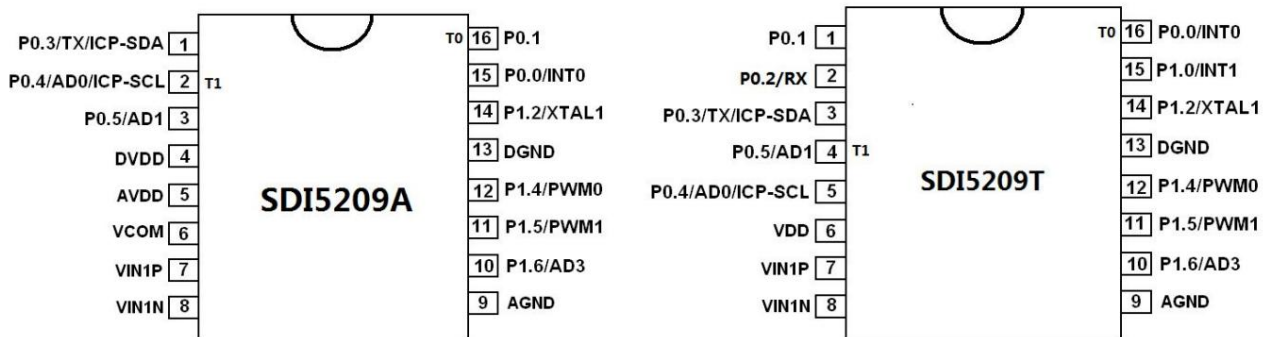 P0.3/TX/ICP-SDA 1
P0.4/AD0/ICP-SCL 2 T1
P0.5/AD1 3
DVDD 4
AVDD 5
VCOM 6
VIN1P 7
VIN1N 8
SDI5209A
T0 16 P0.1
15 P0.0/INT0
14 P1.2/XTAL1
13 DGND
12 P1.4/PWM0
11 P1.5/PWM1
10 P1.6/AD3
9 AGND
P0.1 1
P0.2/RX 2
P0.3/TX/ICP-SDA 3
P0.5/AD1 4 T1
P0.4/AD0/ICP-SCL 5
VDD 6
VIN1P 7
VIN1N 8
SDI5209T
T0 16 P0.0/INT0
15 P1.0/INT1
14 P1.2/XTAL1
13 DGND
12 P1.4/PWM0
11 P1.5/PWM1
10 P1.6/AD3
9 AGND